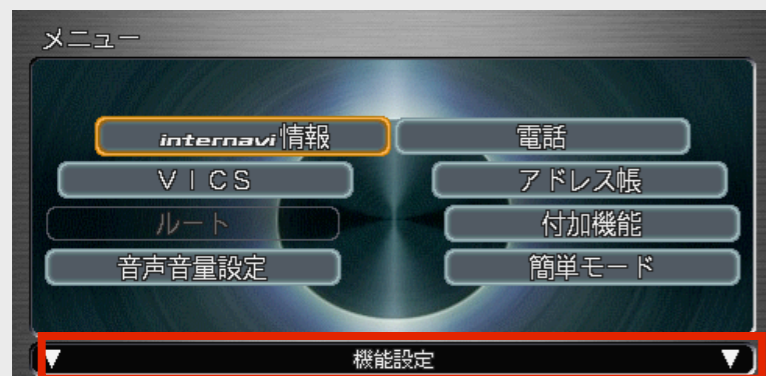 メニュー
internavi情報
電話
VICS
アドレス帳
ルート
付加機能
音声音量設定
簡単モード
▼ 機能設定 ▼